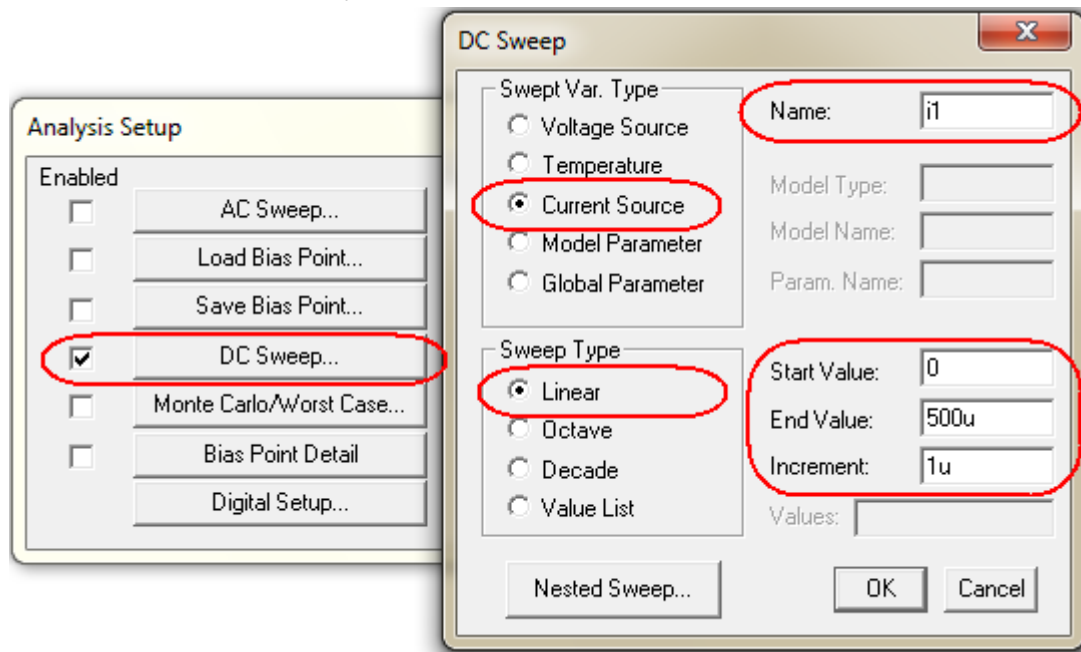 Analysis Setup
Enabled
AC Sweep...
Load Bias Point...
Save Bias Point...
DC Sweep...
Monte Carlo/Worst Case...
Bias Point Detail
Digital Setup...
DC Sweep
Swept Var. Type
Voltage Source
Temperature
Current Source
Model Parameter
Global Parameter
Name: i1
Model Type:
Model Name:
Param. Name:
Sweep Type
Linear
Octave
Decade
Value List
Start Value: 0
End Value: 500u
Increment: 1u
Values:
Nested Sweep...
OK
Cancel